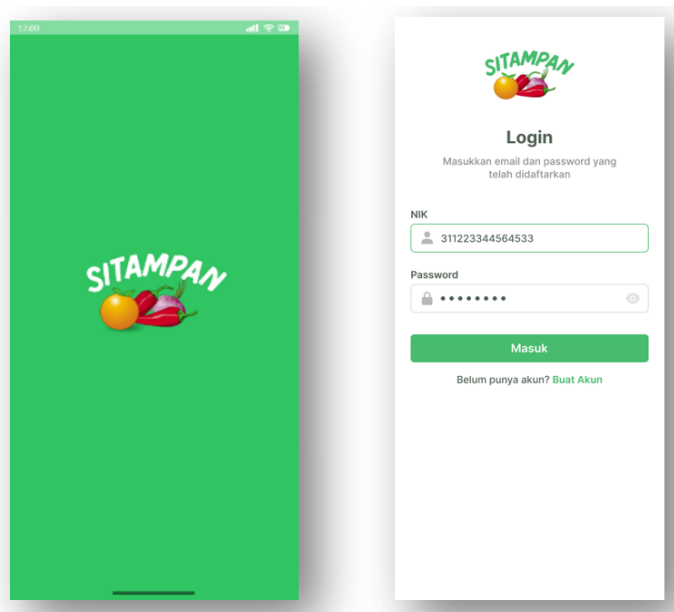 12:00
SITAMPAN
SITAMPAN
Login
Masukkan email dan password yang
telah didaftarkan
NIK
311223344564533
Password
Masuk
Belum punya akun? Buat Akun